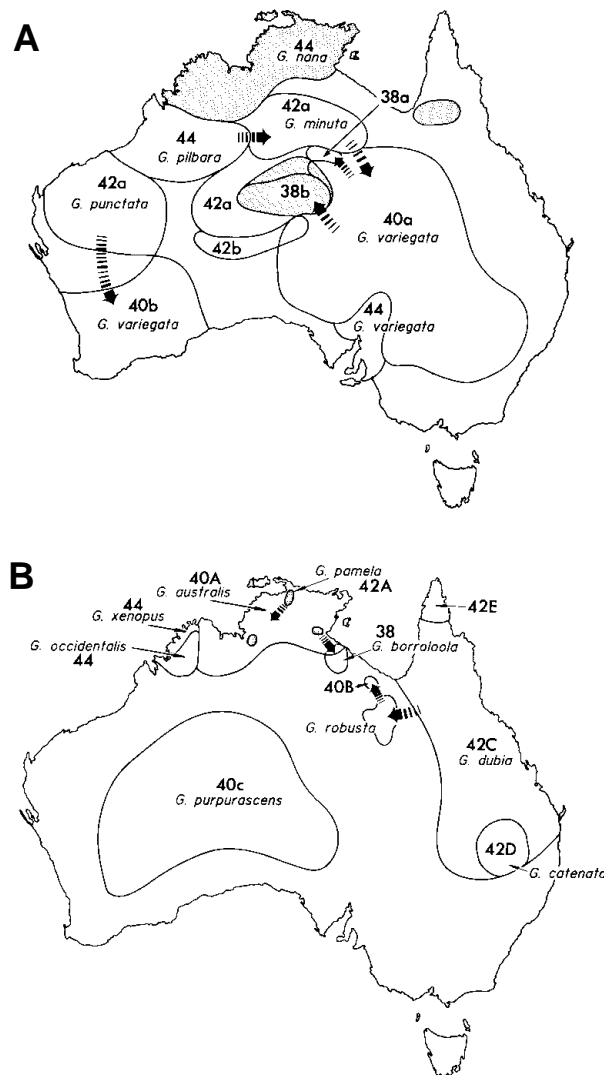 A
44
G. nana
38a
42a
G. minuta
44
G. pilbara
42a
G. punctata
42a
38b
42b
40a
G. variegata
40b
G. variegata
44
G. variegata
B
G. pamela
42A
40A
G. australis
44
G. xenopus
G. occidentalis
44
42E
38
G. borroloola
40B
G. robusta
42C
G. dubia
40c
G. purpurascens
42D
G. catenata